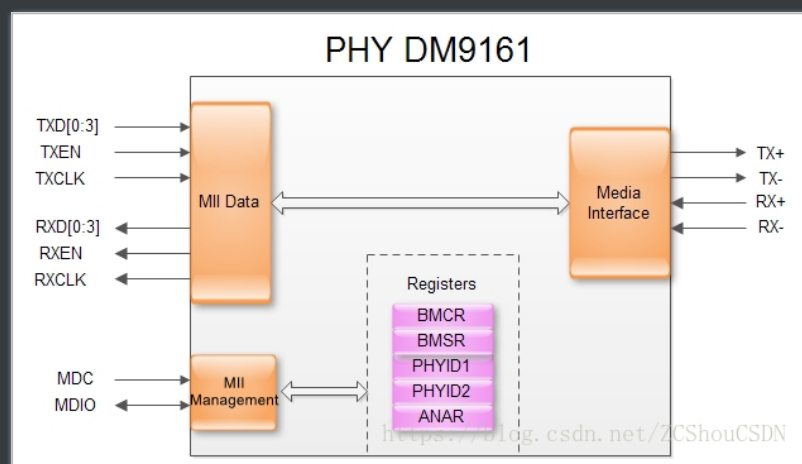 PHY DM9161
TXD[0:3]
TXEN
TXCLK
RXD[0:3]
RXEN
RXCLK
MDC
MDIO
MII Data
MII
Management
Registers
BMCR
BMSR
PHYID1
PHYID2
ANAR
Media
Interface
TX+
TX-
RX+
RX-
https://blog.csdn.net/ZCShouCSDN